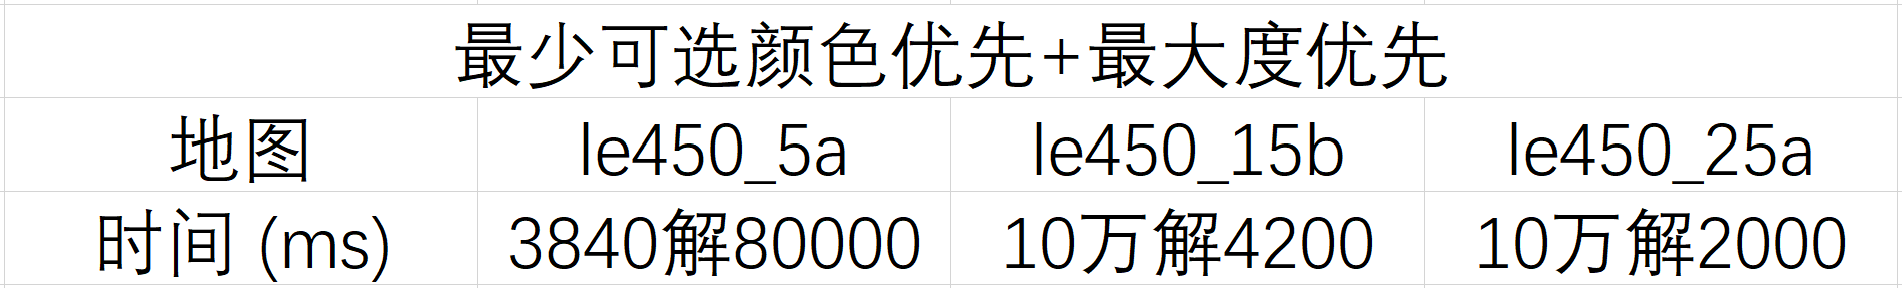 最少可选颜色优先+最大度优先
地图 le450_5a le450_15b le450_25a
时间 (ms) 3840解80000 10万解4200 10万解2000